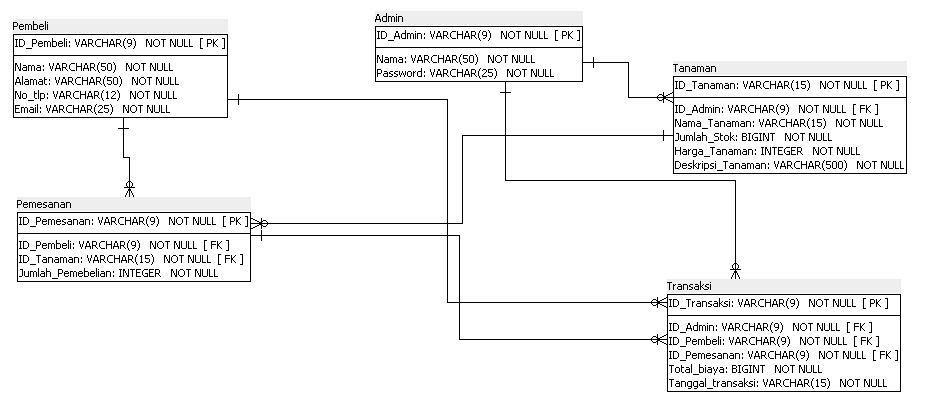 Pembeli
ID_Pembeli: VARCHAR(9) NOT NULL [ PK ]
Nama: VARCHAR(50) NOT NULL
Alamat: VARCHAR(50) NOT NULL
No_tlp: VARCHAR(12) NOT NULL
Email: VARCHAR(25) NOT NULL
Admin
ID_Admin: VARCHAR(9) NOT NULL [ PK ]
Nama: VARCHAR(50) NOT NULL
Password: VARCHAR(25) NOT NULL
Tanaman
ID_Tanaman: VARCHAR(15) NOT NULL [ PK ]
ID_Admin: VARCHAR(9) NOT NULL [ FK ]
Nama_Tanaman: VARCHAR(15) NOT NULL
Jumlah_Stok: BIGINT NOT NULL
Harga_Tanaman: INTEGER NOT NULL
Deskripsi_Tanaman: VARCHAR(500) NOT NULL
Pemesanan
ID_Pemesanan: VARCHAR(9) NOT NULL [ PK ]
ID_Pembeli: VARCHAR(9) NOT NULL [ FK ]
ID_Tanaman: VARCHAR(15) NOT NULL [ FK ]
Jumlah_Pemebelian: INTEGER NOT NULL
Transaksi
ID_Transaksi: VARCHAR(9) NOT NULL [ PK ]
ID_Admin: VARCHAR(9) NOT NULL [ FK ]
ID_Pembeli: VARCHAR(9) NOT NULL [ FK ]
ID_Pemesanan: VARCHAR(9) NOT NULL [ FK ]
Total_biaya: BIGINT NOT NULL
Tanggal_transaksi: VARCHAR(15) NOT NULL